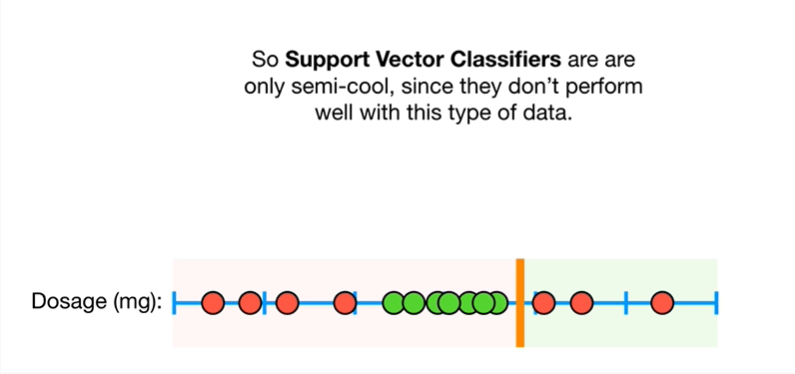 So Support Vector Classifiers are are
only semi-cool, since they don’t perform
well with this type of data.
Dosage (mg):